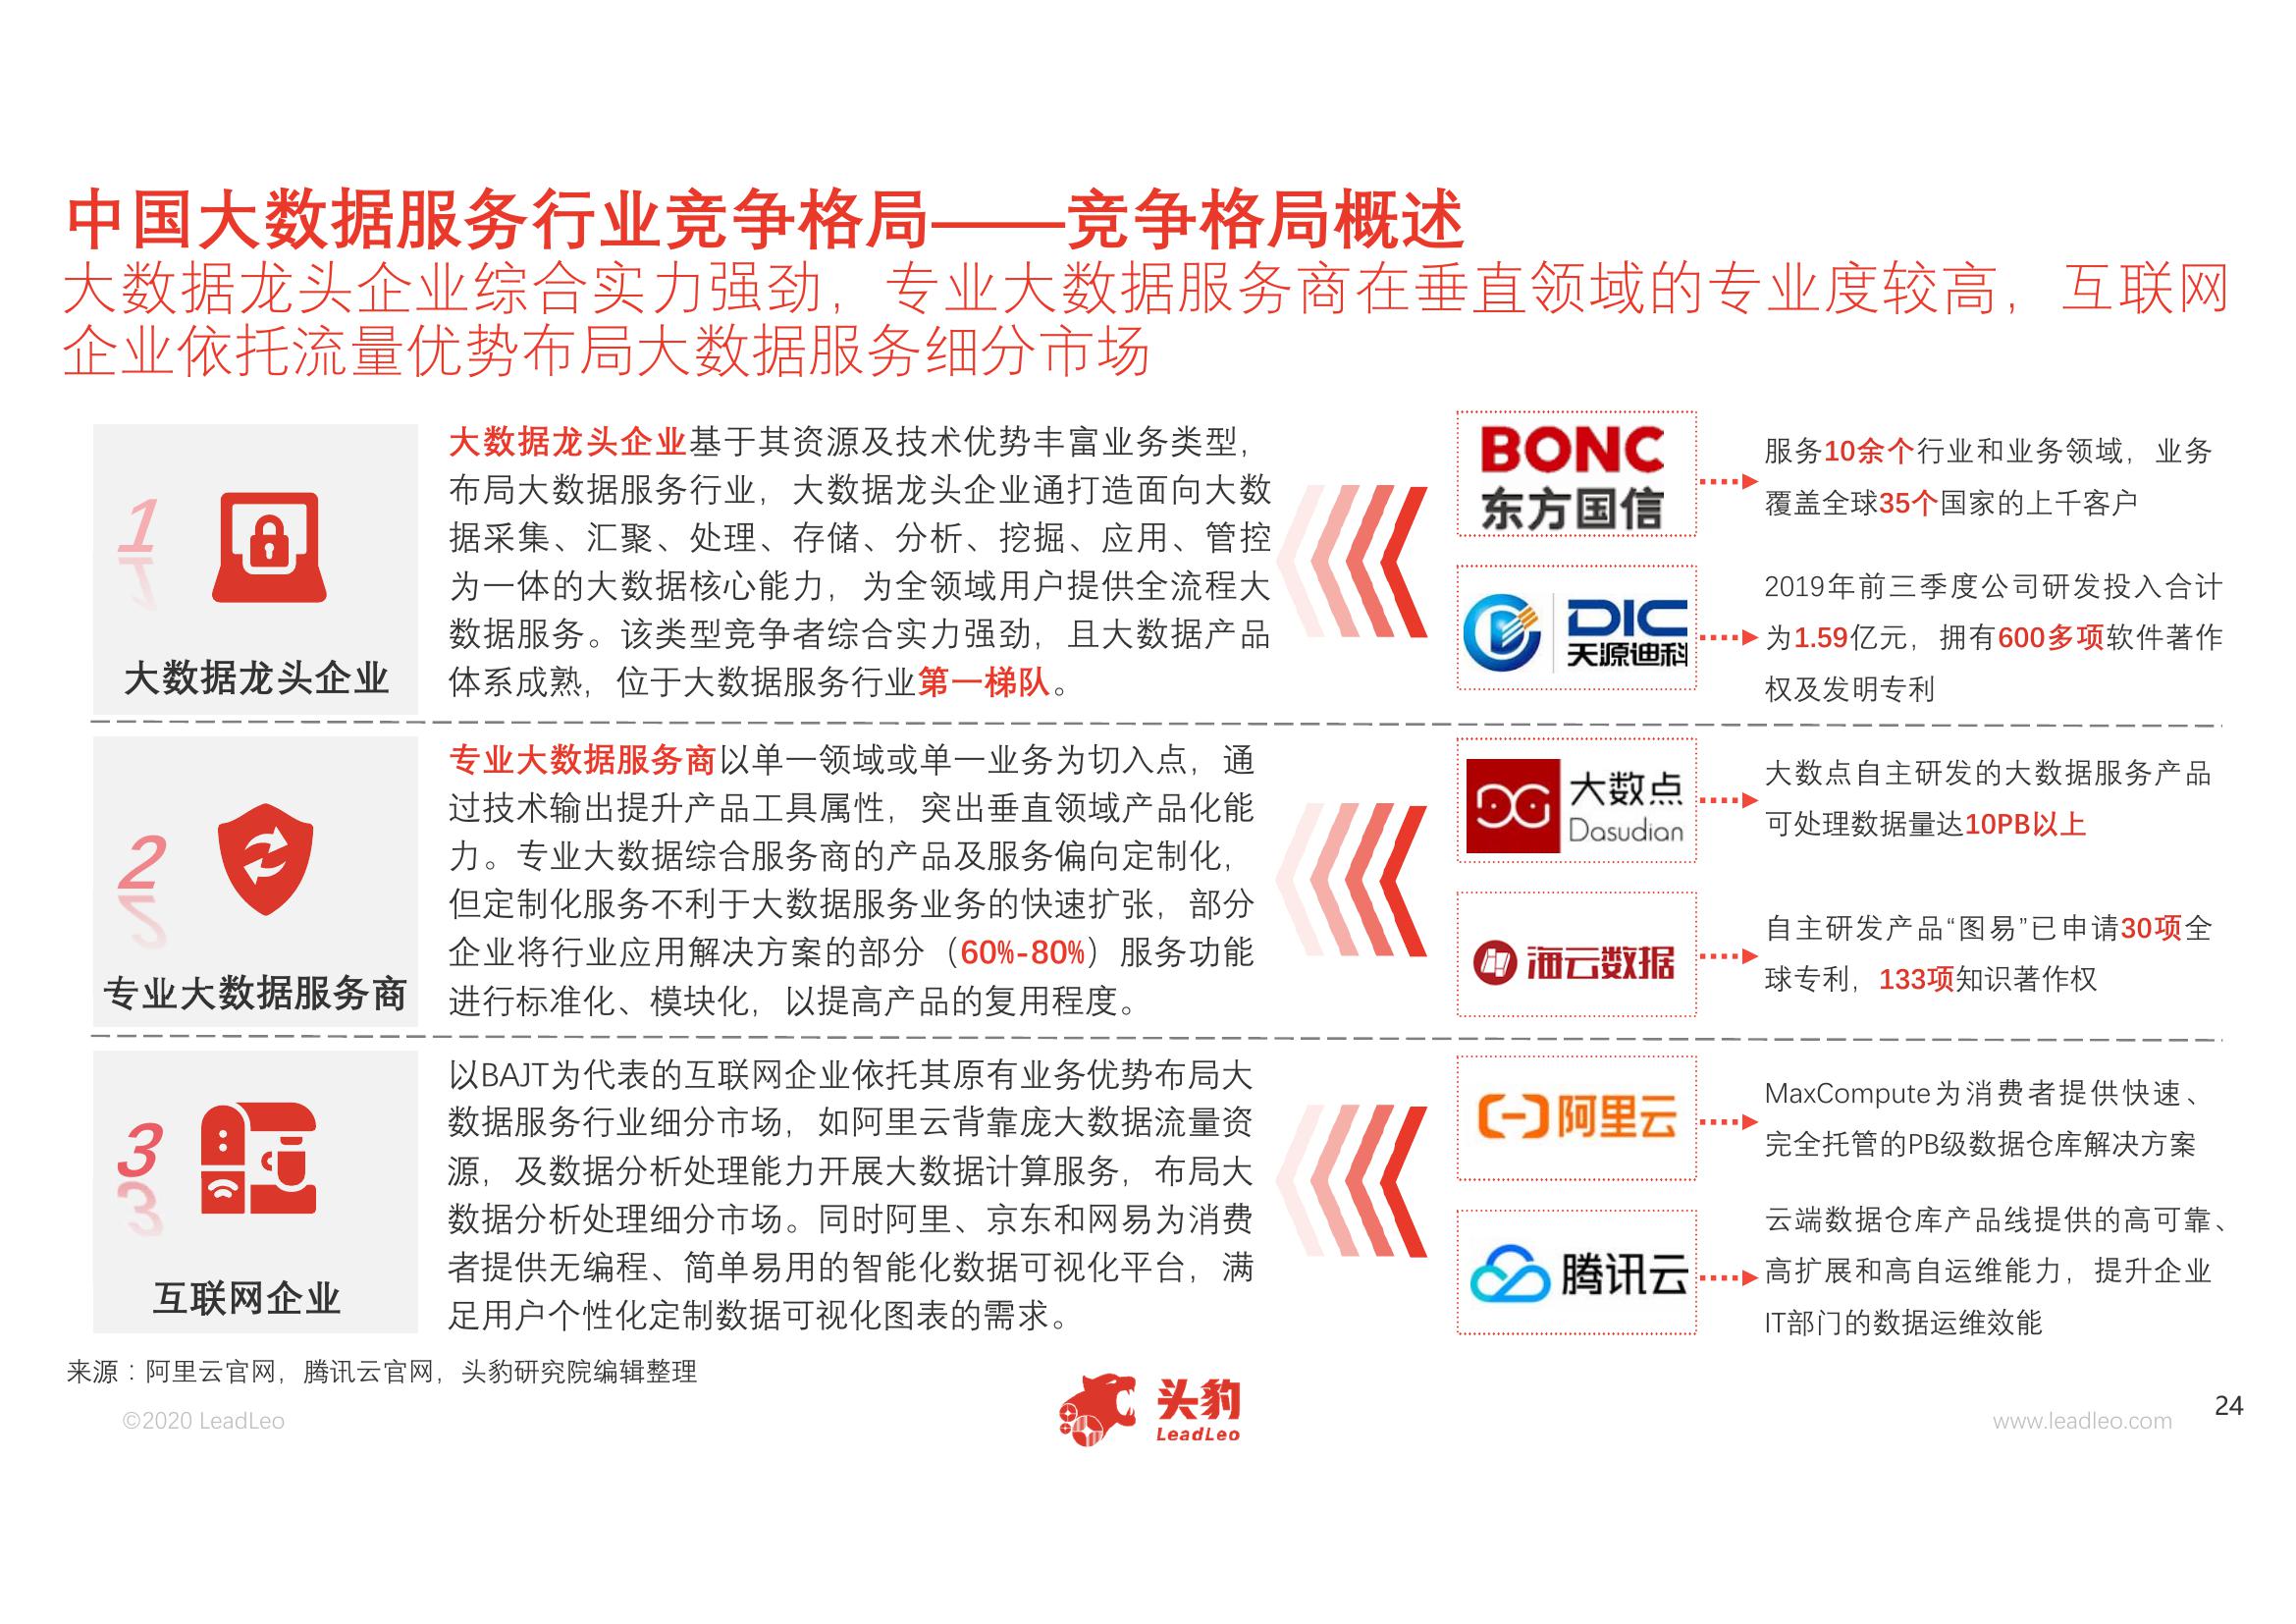 中国大数据服务行业竞争格局——竞争格局概述
大数据龙头企业综合实力强劲，专业大数据服务商在垂直领域的专业度较高，互联网
企业依托流量优势布局大数据服务细分市场
1
大数据龙头企业
大数据龙头企业基于其资源及技术优势丰富业务类型，
布局大数据服务行业，大数据龙头企业通打造面向大数
据采集、汇聚、处理、存储、分析、挖掘、应用、管控
为一体的大数据核心能力，为全领域用户提供全流程大
数据服务。该类型竞争者综合实力强劲，且大数据产品
体系成熟，位于大数据服务行业第一梯队。
BONC
东方国信
服务10余个行业和业务领域，业务
覆盖全球35个国家的上千客户
DIC
天源迪科
2019年前三季度公司研发投入合计
为1.59亿元，拥有600多项软件著作
权及发明专利
2
专业大数据服务商
专业大数据服务商以单一领域或单一业务为切入点，通
过技术输出提升产品工具属性，突出垂直领域产品化能
力。专业大数据综合服务商的产品及服务偏向定制化，
但定制化服务不利于大数据服务业务的快速扩张，部分
企业将行业应用解决方案的部分（60%-80%）服务功能
进行标准化、模块化，以提高产品的复用程度。
大数点
Dasudian
大数点自主研发的大数据服务产品
可处理数据量达10PB以上
海云数据
自主研发产品“图易”已申请30项全
球专利，133项知识著作权
3
互联网企业
以BAJT为代表的互联网企业依托其原有业务优势布局大
数据服务行业细分市场，如阿里云背靠庞大数据流量资
源，及数据分析处理能力开展大数据计算服务，布局大
数据分析处理细分市场。同时阿里、京东和网易为消费
者提供无编程、简单易用的智能化数据可视化平台，满
足用户个性化定制数据可视化图表的需求。
阿里云
MaxCompute为消费者提供快速、
完全托管的PB级数据仓库解决方案
腾讯云
云端数据仓库产品线提供的高可靠、
高扩展和高自运维能力，提升企业
IT部门的数据运维效能
来源：阿里云官网，腾讯云官网，头豹研究院编辑整理
©2020 LeadLeo
头豹
LeadLeo
www.leadleo.com
24